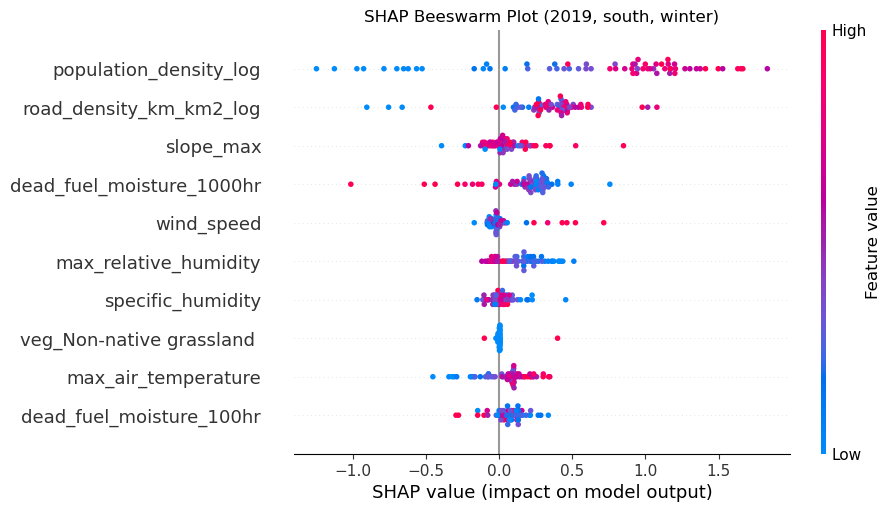 SHAP Beeswarm Plot (2019, south, winter)
High
population_density_log
road_density_km_km2_log
slope_max
dead_fuel_moisture_1000hr
wind_speed
max_relative_humidity
specific_humidity
veg_Non-native grassland
max_air_temperature
dead_fuel_moisture_100hr
Feature value
Low
−1.0 −0.5 0.0 0.5 1.0 1.5
SHAP value (impact on model output)